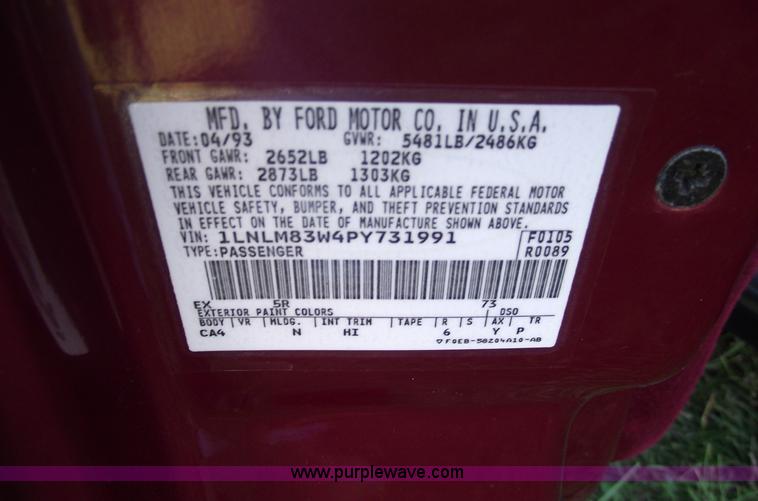 MFD. BY FORD MOTOR CO. IN U.S.A.
DATE: 04/93 GVWR: 5481LB/2486KG
FRONT GAWR: 2652LB 1202KG
REAR GAWR: 2873LB 1303KG
THIS VEHICLE CONFORMS TO ALL APPLICABLE FEDERAL MOTOR
VEHICLE SAFETY, BUMPER, AND THEFT PREVENTION STANDARDS
IN EFFECT ON THE DATE OF MANUFACTURE SHOWN ABOVE.
VIN: 1LNLM83W4PY731991 F0105
TYPE: PASSENGER R0089
EX 5R 73
EXTERIOR PAINT COLORS DSO
BODY VR MLDG. INT TRIM TAPE R S AX TR
CA4 N HI 6 Y P
F0EB-58204A10-AB
www.purplewave.com